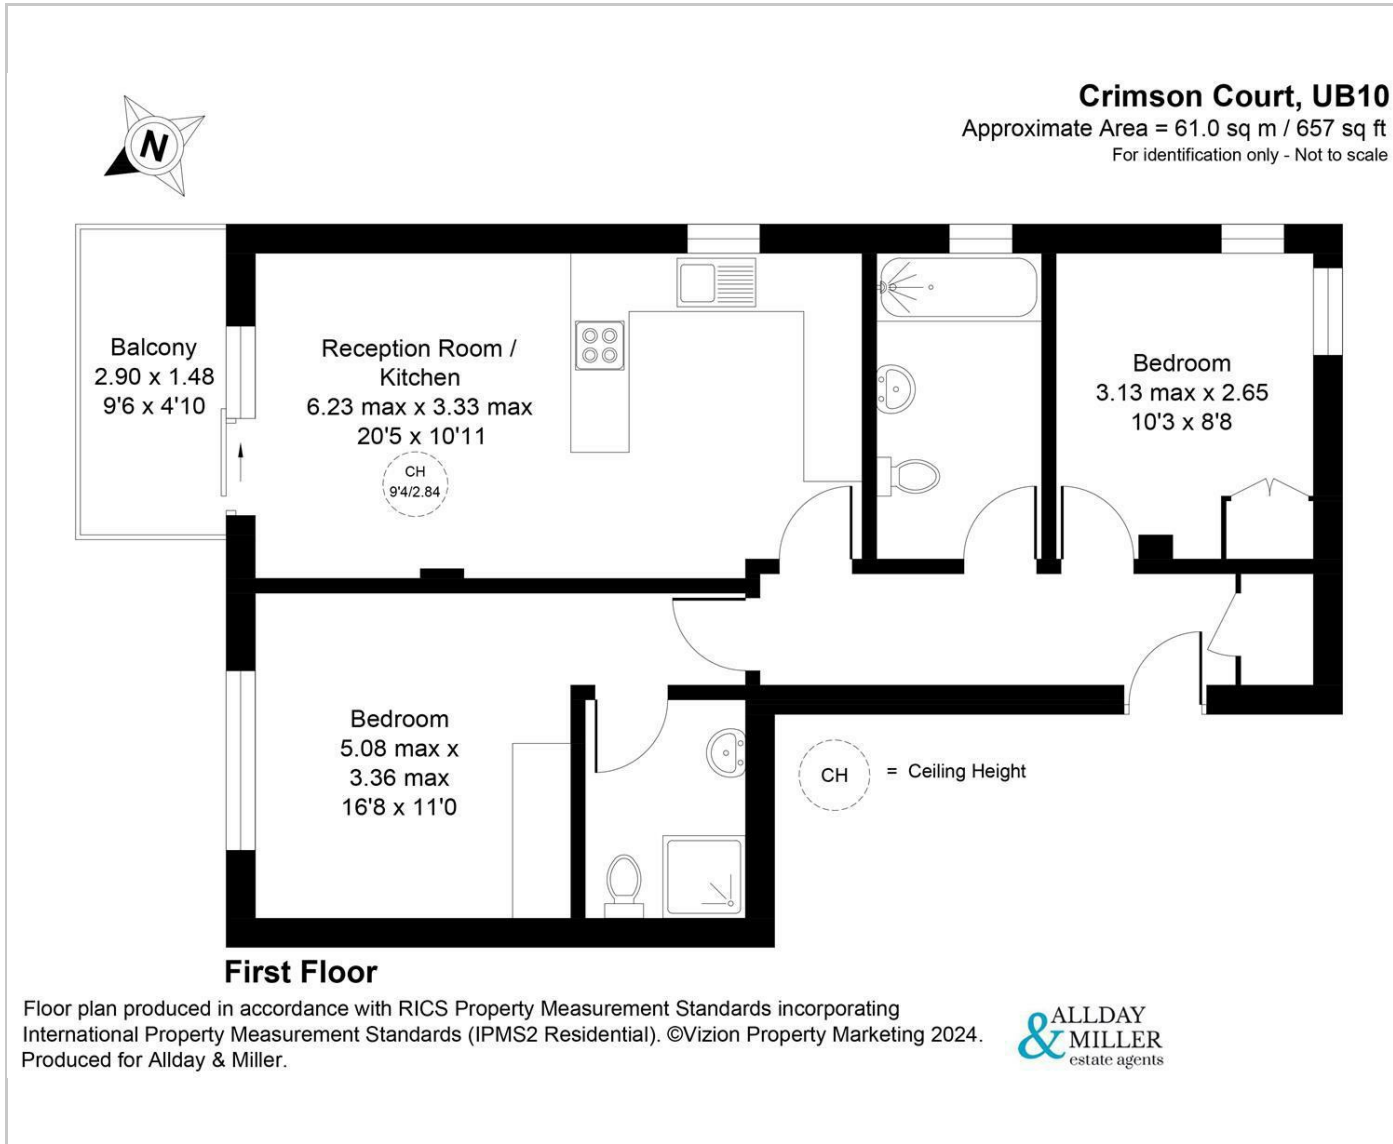 N
Crimson Court, UB10
Approximate Area = 61.0 sq m / 657 sq ft
For identification only - Not to scale
Balcony
2.90 x 1.48
9'6 x 4'10
Reception Room /
Kitchen
6.23 max x 3.33 max
20'5 x 10'11
CH
9'4/2.84
Bedroom
3.13 max x 2.65
10'3 x 8'8
Bedroom
5.08 max x
3.36 max
16'8 x 11'0
CH = Ceiling Height
First Floor
Floor plan produced in accordance with RICS Property Measurement Standards incorporating
International Property Measurement Standards (IPMS2 Residential). ©Vizion Property Marketing 2024.
Produced for Allday & Miller.
ALLDAY
& MILLER
estate agents